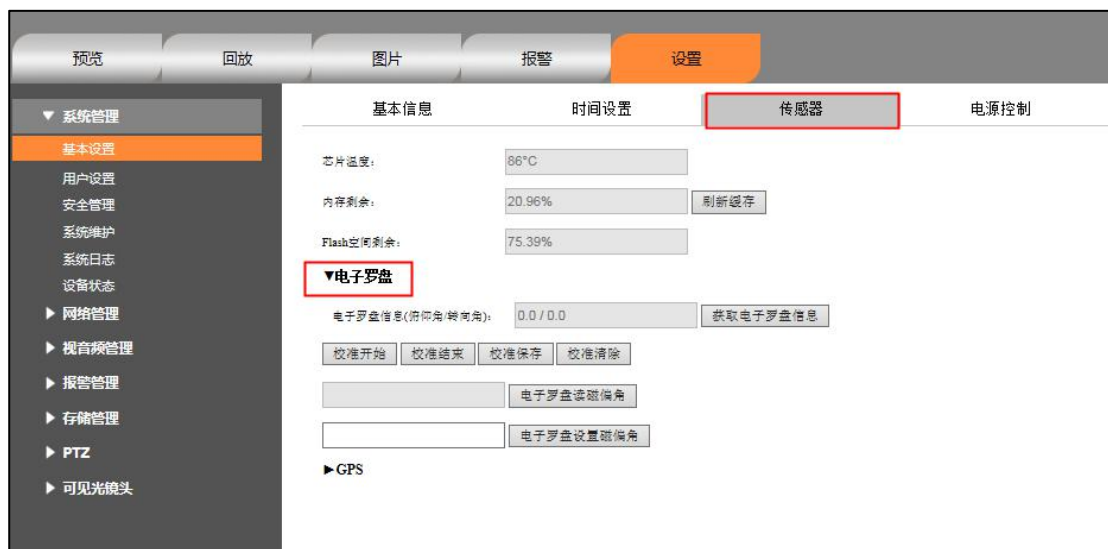 预览 回放 图片 报警 设置
▼ 系统管理
基本设置
用户设置
安全管理
系统维护
系统日志
设备状态
▶ 网络管理
▶ 视音频管理
▶ 报警管理
▶ 存储管理
▶ PTZ
▶ 可见光镜头
基本信息 时间设置 传感器 电源控制
芯片温度: 86°C
内存剩余: 20.96% 刷新缓存
Flash空间剩余: 75.39%
▼电子罗盘
电子罗盘信息(俯仰角/转向角): 0.0 / 0.0 获取电子罗盘信息
校准开始 校准结束 校准保存 校准清除
电子罗盘读磁偏角
电子罗盘设置磁偏角
►GPS